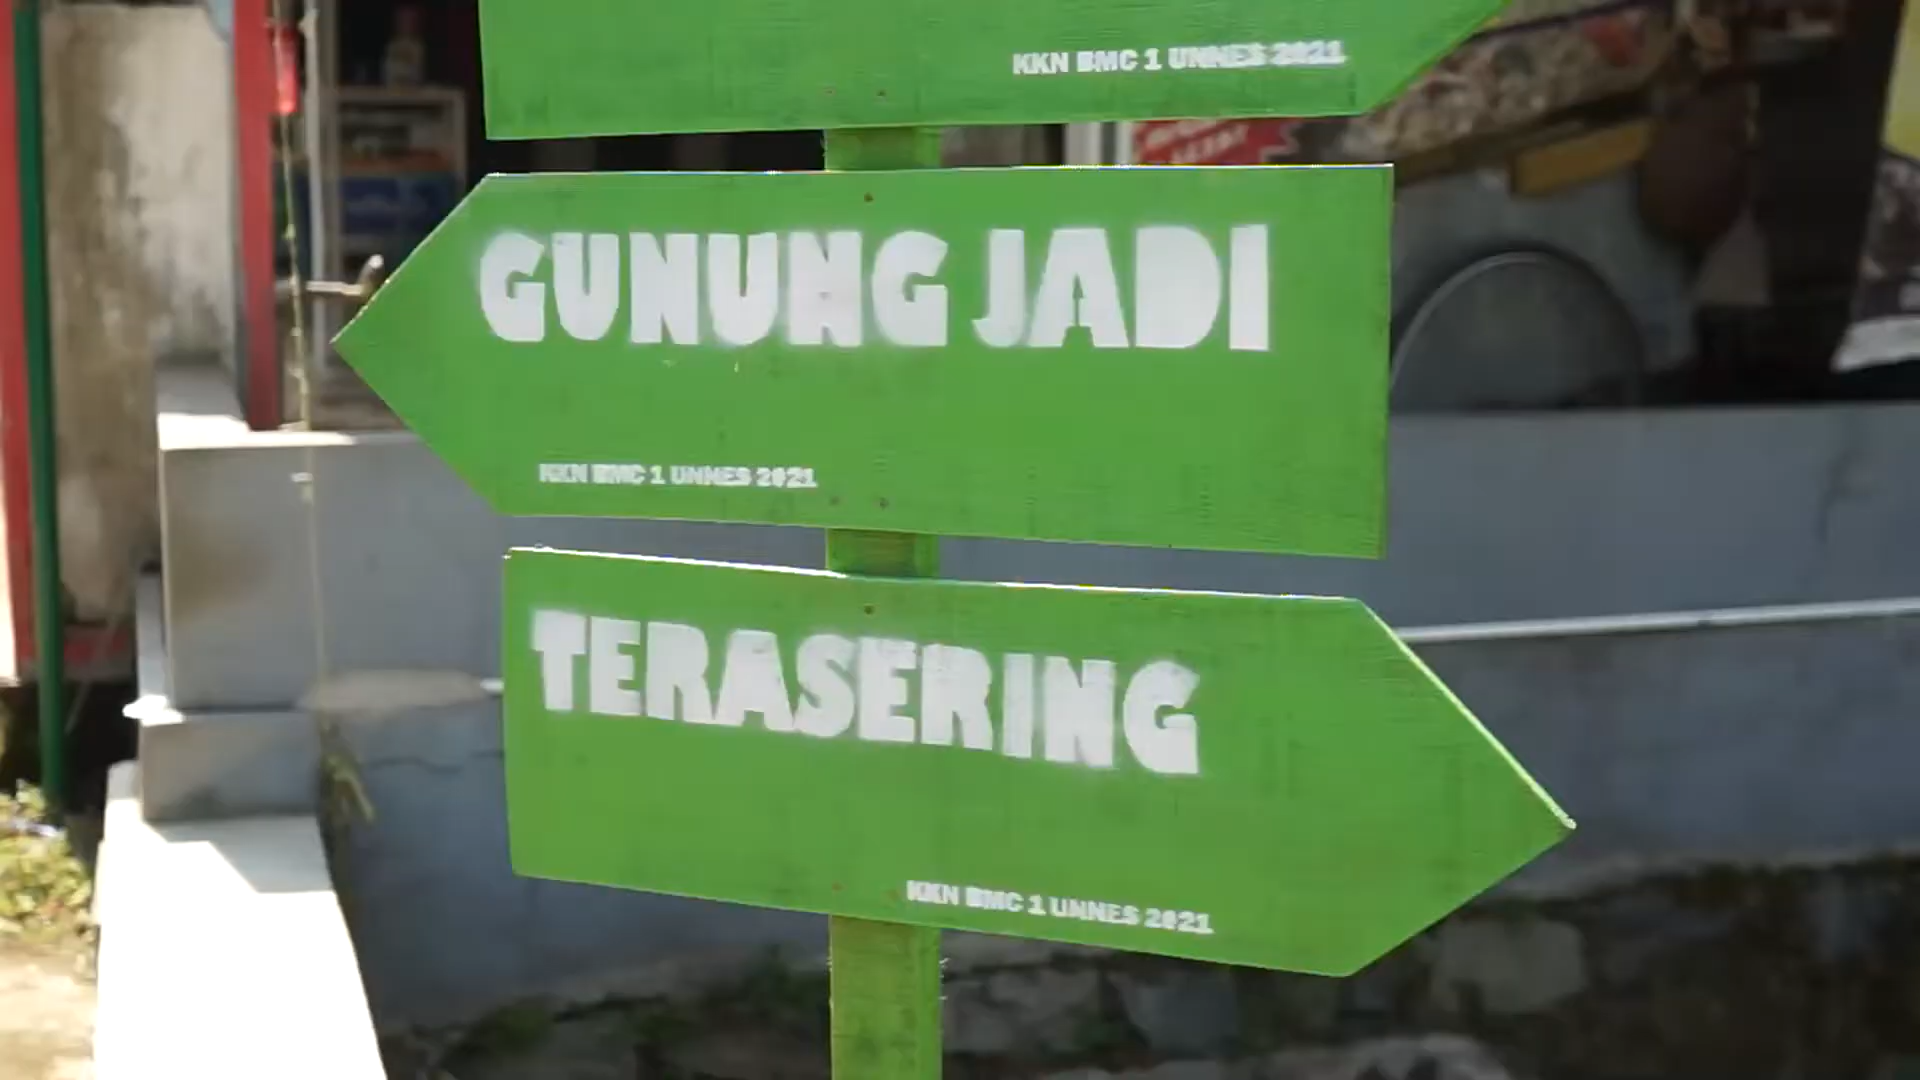 KKN BMC 1 UNNES 2021
GUNUNG JADI
KKN BMC 1 UNNES 2021
TERASERING
KKN BMC 1 UNNES 2021